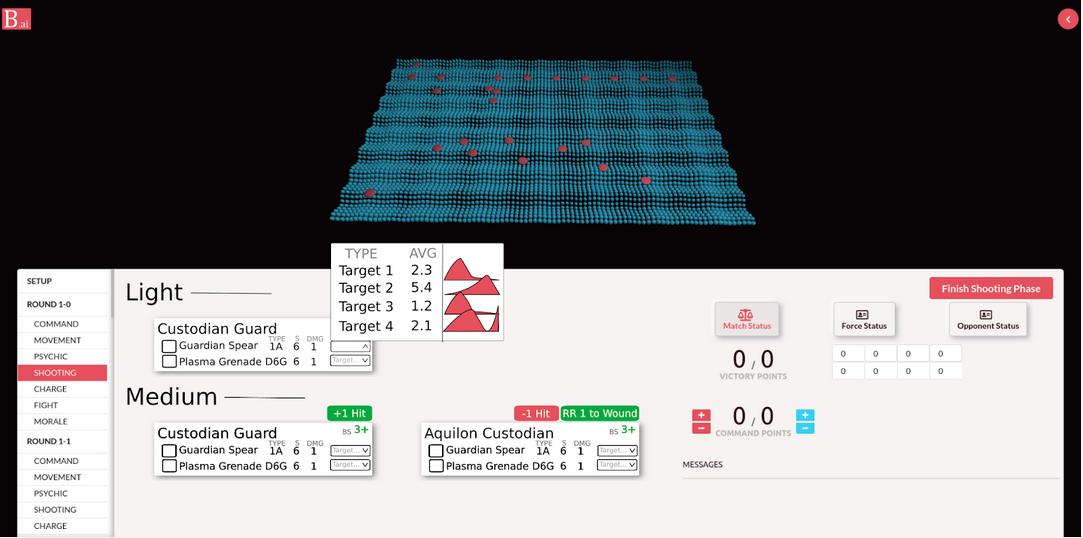 B.ai
TYPE AVG
Target 1 2.3
Target 2 5.4
Target 3 1.2
Target 4 2.1
SETUP
ROUND 1-0
COMMAND
MOVEMENT
PSYCHIC
SHOOTING
CHARGE
FIGHT
MORALE
ROUND 1-1
COMMAND
MOVEMENT
PSYCHIC
SHOOTING
CHARGE
Light
Custodian Guard
TYPE S DMG
Guardian Spear 1A 6 1
Plasma Grenade D6G 6 1 Target...
Medium
+1 Hit
Custodian Guard BS 3+
TYPE S DMG
Guardian Spear 1A 6 1 Target...
Plasma Grenade D6G 6 1 Target...
-1 Hit RR 1 to Wound
Aquilon Custodian BS 3+
TYPE S DMG
Guardian Spear 1A 6 1 Target...
Plasma Grenade D6G 6 1 Target...
Finish Shooting Phase
Match Status Force Status Opponent Status
0 / 0
VICTORY POINTS
0 0 0 0
0 0 0 0
+ 0 / 0 +
− COMMAND POINTS −
MESSAGES